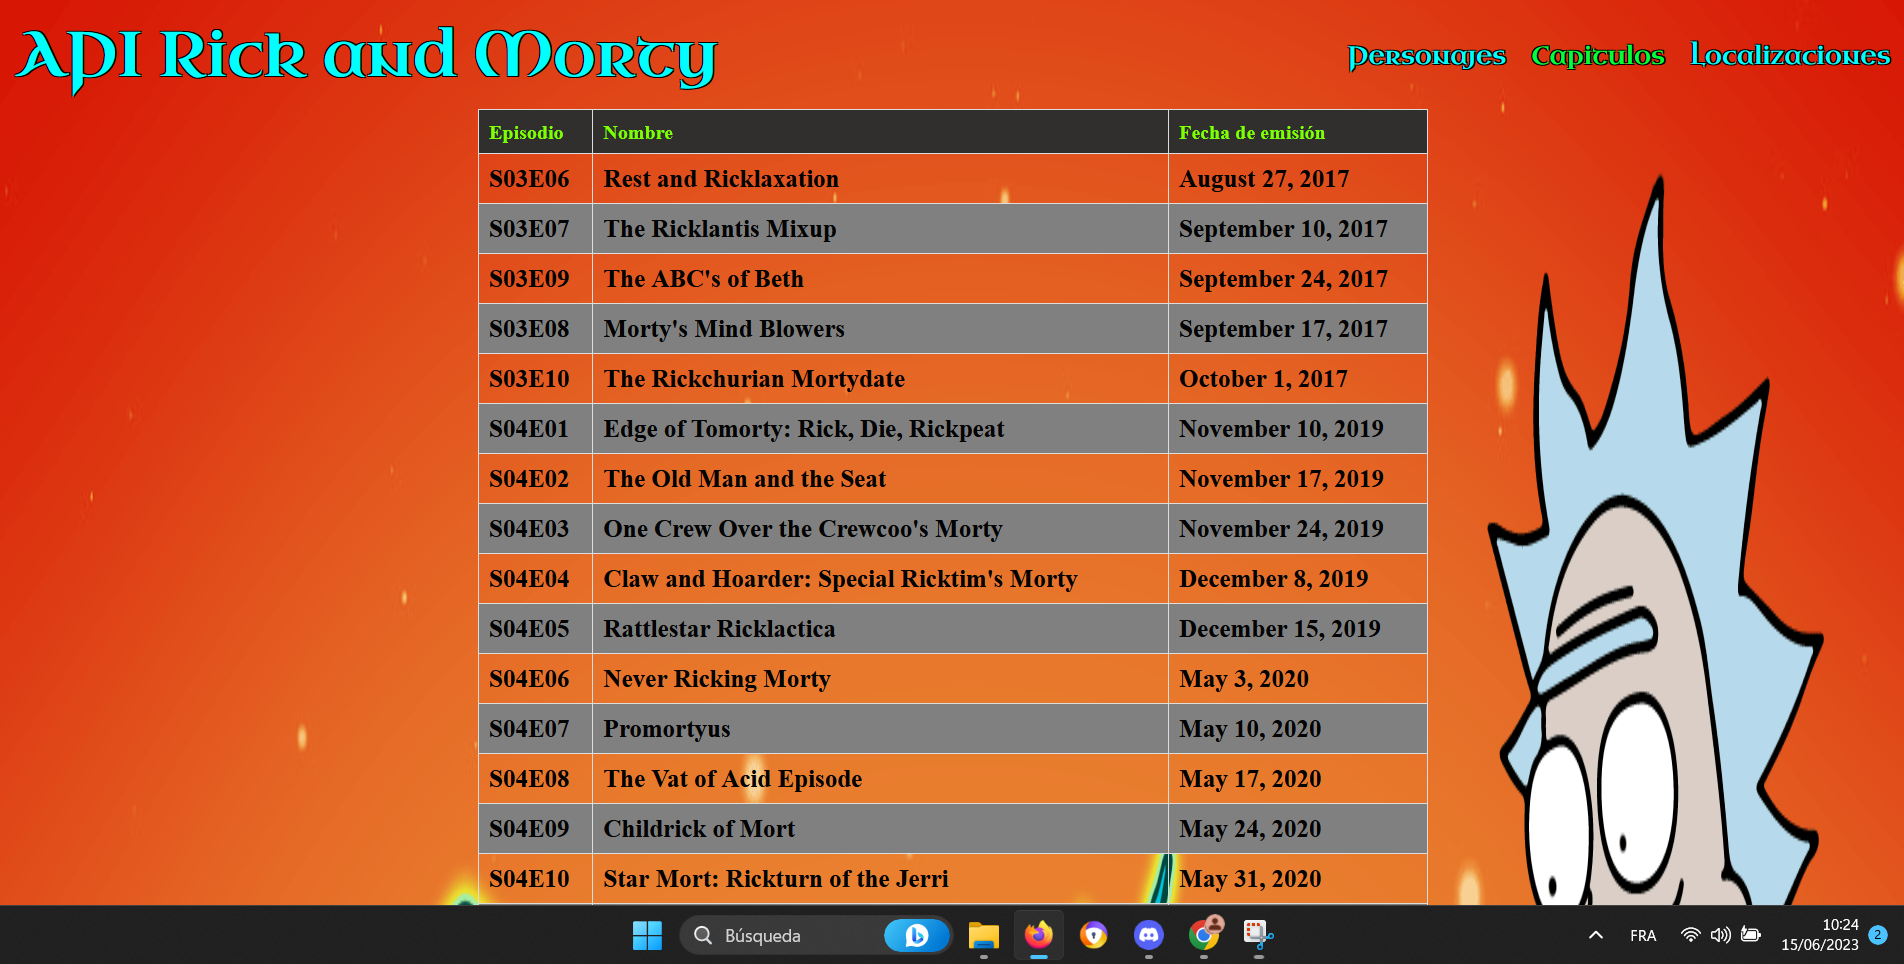 API Rick and Morty
Personajes Capitulos Localizaciones
Episodio Nombre Fecha de emisión
S03E06 Rest and Ricklaxation August 27, 2017
S03E07 The Ricklantis Mixup September 10, 2017
S03E09 The ABC's of Beth September 24, 2017
S03E08 Morty's Mind Blowers September 17, 2017
S03E10 The Rickchurian Mortydate October 1, 2017
S04E01 Edge of Tomorty: Rick, Die, Rickpeat November 10, 2019
S04E02 The Old Man and the Seat November 17, 2019
S04E03 One Crew Over the Crewcoo's Morty November 24, 2019
S04E04 Claw and Hoarder: Special Ricktim's Morty December 8, 2019
S04E05 Rattlestar Ricklactica December 15, 2019
S04E06 Never Ricking Morty May 3, 2020
S04E07 Promortyus May 10, 2020
S04E08 The Vat of Acid Episode May 17, 2020
S04E09 Childrick of Mort May 24, 2020
S04E10 Star Mort: Rickturn of the Jerri May 31, 2020
Búsqueda
FRA
10:24
15/06/2023
2